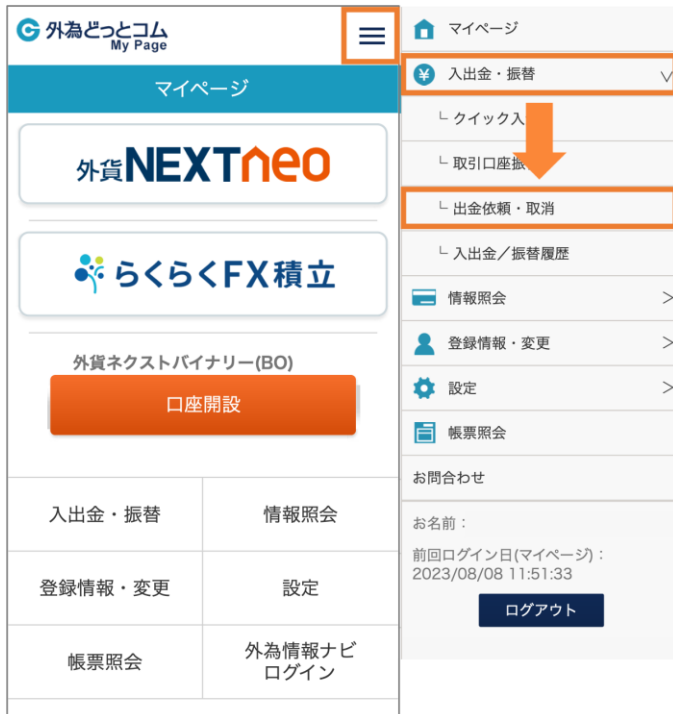 外為どっとコム
My Page
マイページ
外貨NEXTneo
らくらくFX積立
外貨ネクストバイナリー(BO)
口座開設
入出金・振替
情報照会
登録情報・変更
設定
帳票照会
外為情報ナビ
ログイン
マイページ
入出金・振替
└ クイック入
└ 取引口座振
└ 出金依頼・取消
└ 入出金／振替履歴
情報照会
登録情報・変更
設定
帳票照会
お問合わせ
お名前：
前回ログイン日(マイページ)：
2023/08/08 11:51:33
ログアウト